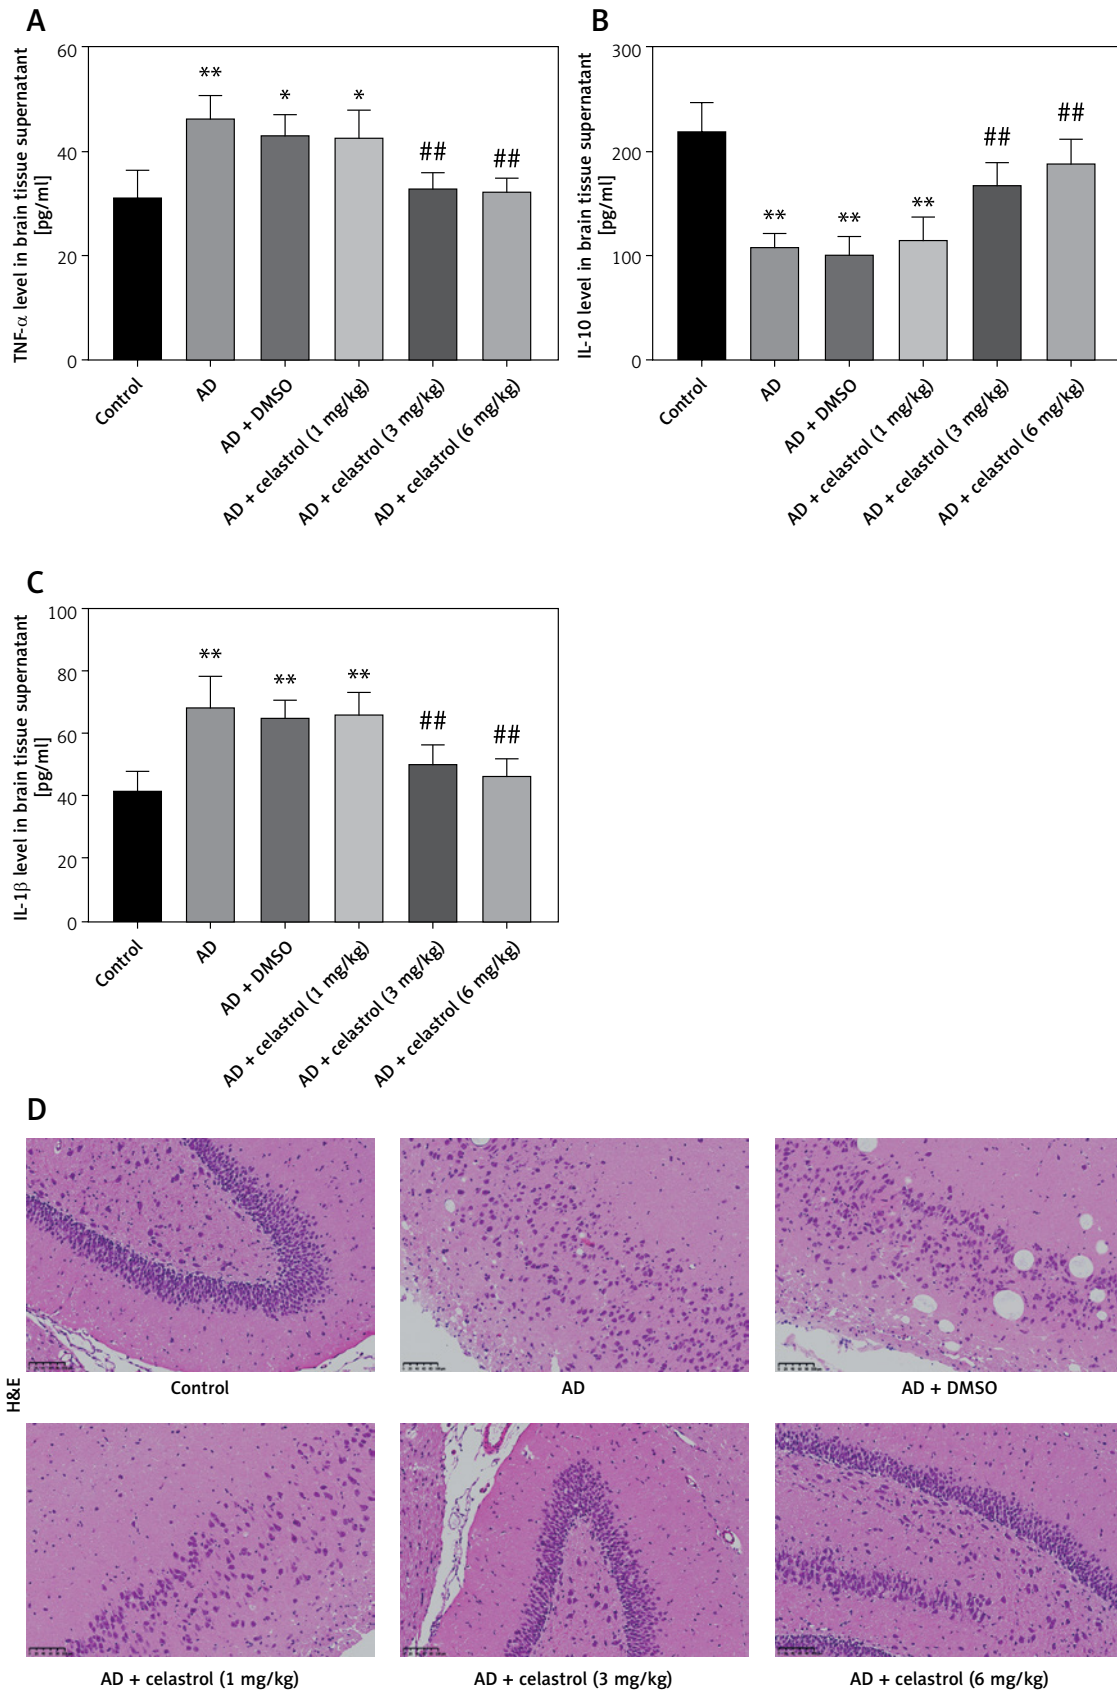 A
TNF-α level in brain tissue supernatant
[pg/ml]
60
40
20
0
**
*
*
##
##
Control
AD
AD + DMSO
AD + celastrol (1 mg/kg)
AD + celastrol (3 mg/kg)
AD + celastrol (6 mg/kg)
B
IL-10 level in brain tissue supernatant
[pg/ml]
300
200
100
0
**
**
**
##
##
Control
AD
AD + DMSO
AD + celastrol (1 mg/kg)
AD + celastrol (3 mg/kg)
AD + celastrol (6 mg/kg)
C
IL-1β level in brain tissue supernatant
[pg/ml]
100
80
60
40
20
0
**
**
**
##
##
Control
AD
AD + DMSO
AD + celastrol (1 mg/kg)
AD + celastrol (3 mg/kg)
AD + celastrol (6 mg/kg)
D
H&E
Control
AD
AD + DMSO
AD + celastrol (1 mg/kg)
AD + celastrol (3 mg/kg)
AD + celastrol (6 mg/kg)